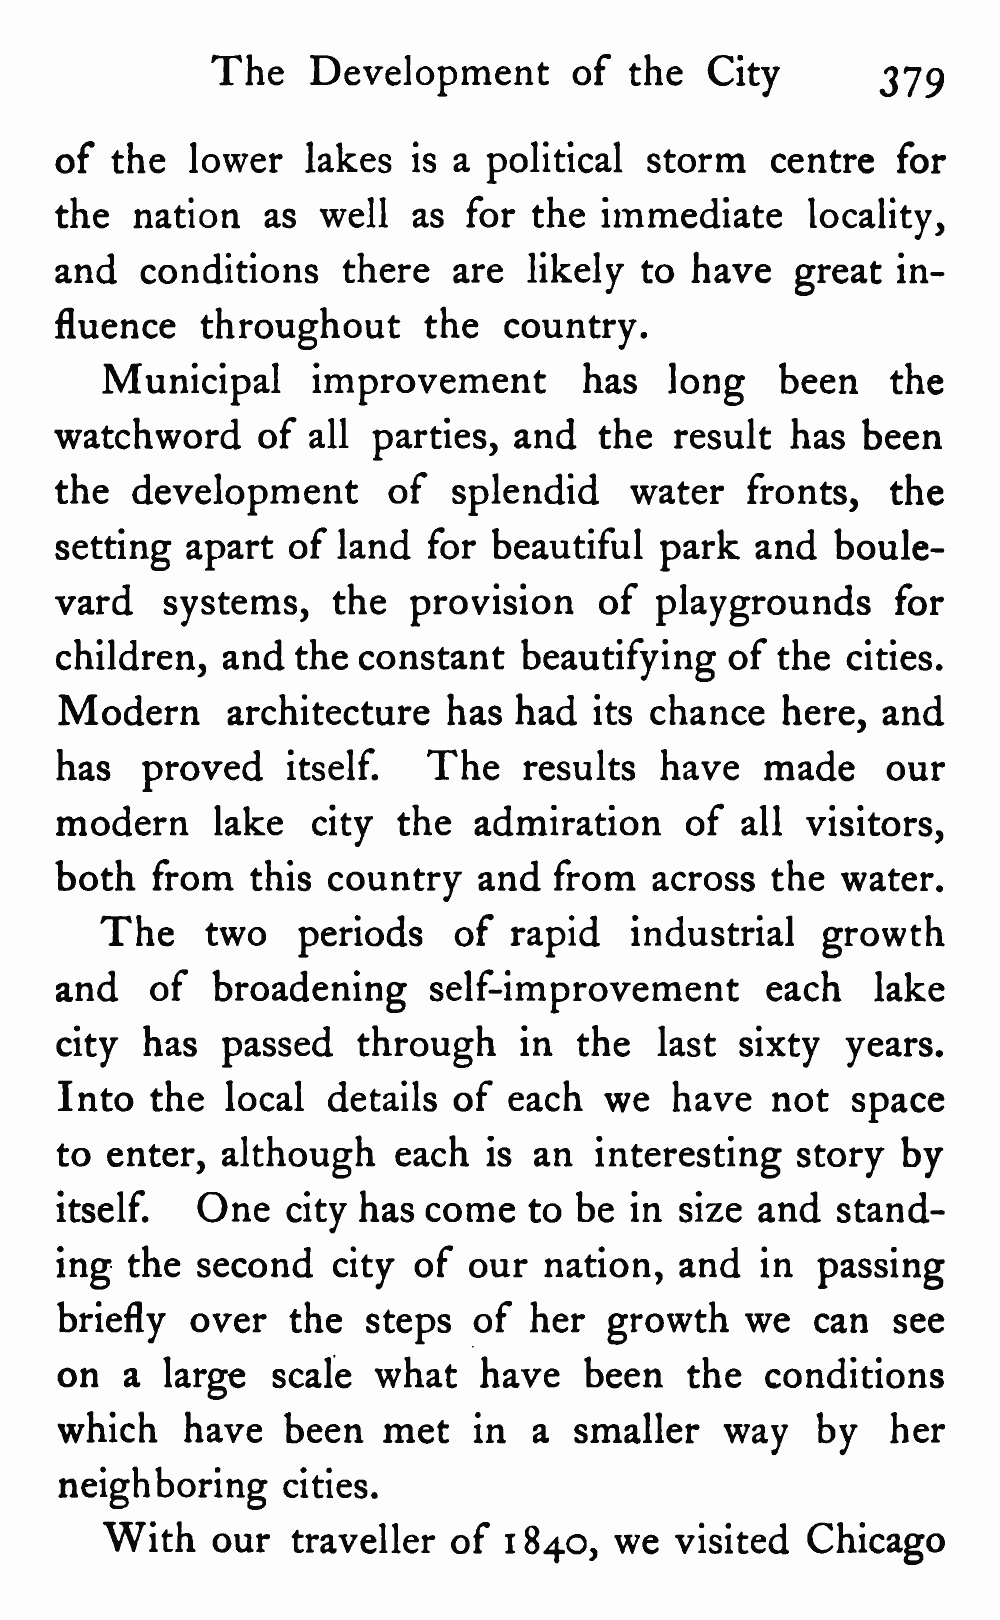 The Development of the City 379
of the lower lakes is a political storm centre for
the nation as well as for the immediate locality,
and conditions there are likely to have great in-
fluence throughout the country.
Municipal improvement has long been the
watchword of all parties, and the result has been
the development of splendid water fronts, the
setting apart of land for beautiful park and boule-
vard systems, the provision of playgrounds for
children, and the constant beautifying of the cities.
Modern architecture has had its chance here, and
has proved itself. The results have made our
modern lake city the admiration of all visitors,
both from this country and from across the water.
The two periods of rapid industrial growth
and of broadening self-improvement each lake
city has passed through in the last sixty years.
Into the local details of each we have not space
to enter, although each is an interesting story by
itself. One city has come to be in size and stand-
ing the second city of our nation, and in passing
briefly over the steps of her growth we can see
on a large scale what have been the conditions
which have been met in a smaller way by her
neighboring cities.
With our traveller of 1840, we visited Chicago